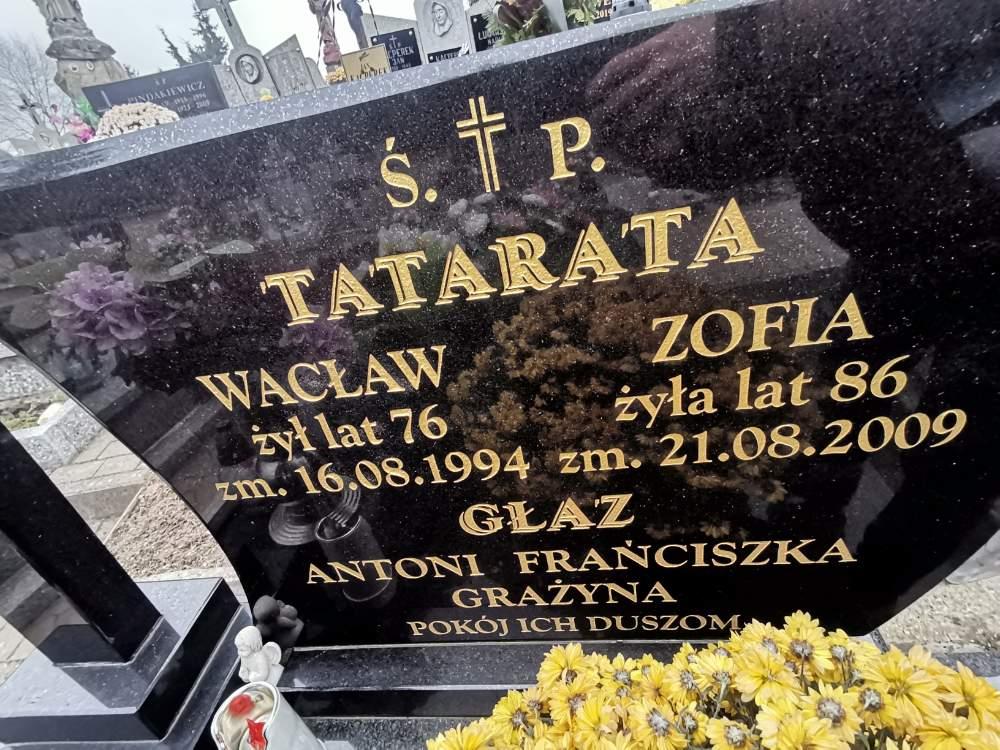 Ś. P.
TATARATA
WACŁAW ZOFIA
żył lat 76 żyła lat 86
zm. 16.08.1994 zm. 21.08.2009
GŁAZ
ANTONI FRAŃCISZKA
GRAŻYNA
POKÓJ ICH DUSZOM